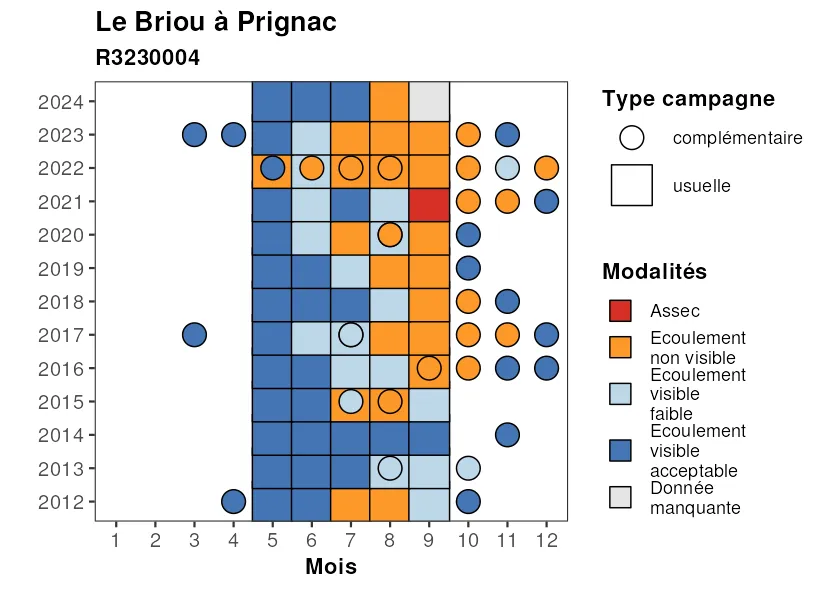 Le Briou à Prignac
R3230004
2024
2023
2022
2021
2020
2019
2018
2017
2016
2015
2014
2013
2012
1 2 3 4 5 6 7 8 9 10 11 12
Mois
Type campagne
complémentaire
usuelle
Modalités
Assec
Ecoulement
non visible
Ecoulement
visible
faible
Ecoulement
visible
acceptable
Donnée
manquante